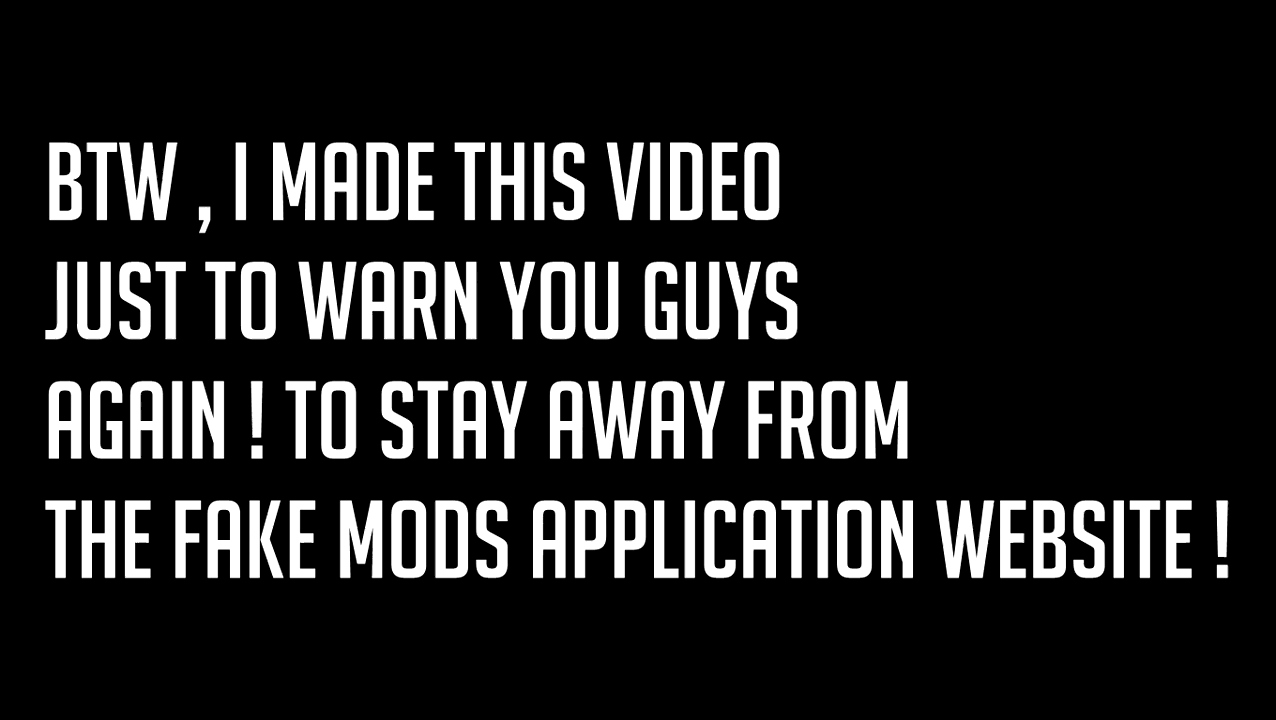 BTW , I MADE THIS VIDEO
JUST TO WARN YOU GUYS
AGAIN ! TO STAY AWAY FROM
THE FAKE MODS APPLICATION WEBSITE !